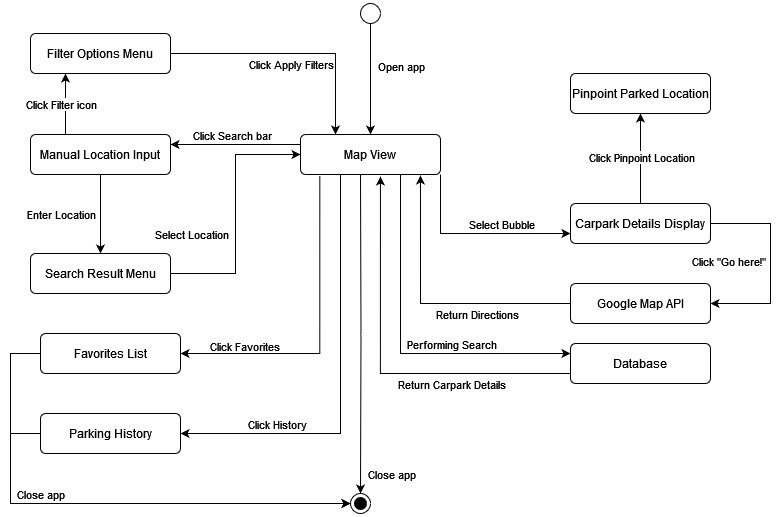 Filter Options Menu
Click Apply Filters
Open app
Pinpoint Parked Location
Click Filter icon
Click Search bar
Manual Location Input
Map View
Click Pinpoint Location
Enter Location
Select Location
Select Bubble
Carpark Details Display
Search Result Menu
Click "Go here!"
Google Map API
Return Directions
Favorites List
Click Favorites
Performing Search
Database
Return Carpark Details
Parking History
Click History
Close app
Close app